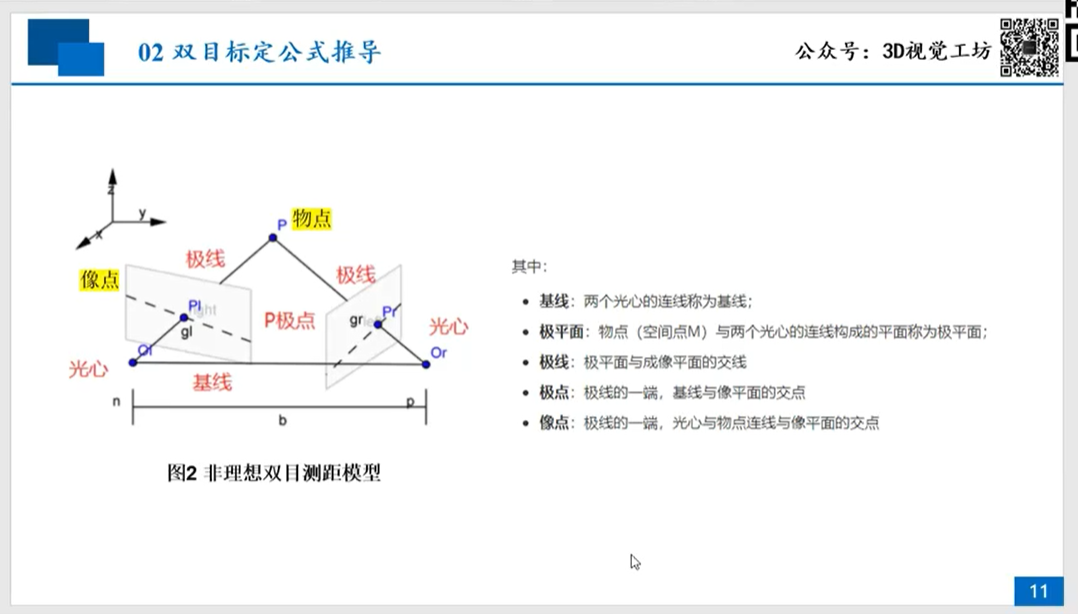 02 双目标定公式推导
公众号：3D视觉工坊
z
y
x
P 物点
极线
极线
像点
Pl
gl
P极点
gr
Pr
光心
Ol
Or
光心
基线
n
p
b
图2 非理想双目测距模型
其中：
• 基线：两个光心的连线称为基线；
• 极平面：物点（空间点M）与两个光心的连线构成的平面称为极平面；
• 极线：极平面与成像平面的交线
• 极点：极线的一端，基线与像平面的交点
• 像点：极线的一端，光心与物点连线与像平面的交点
11